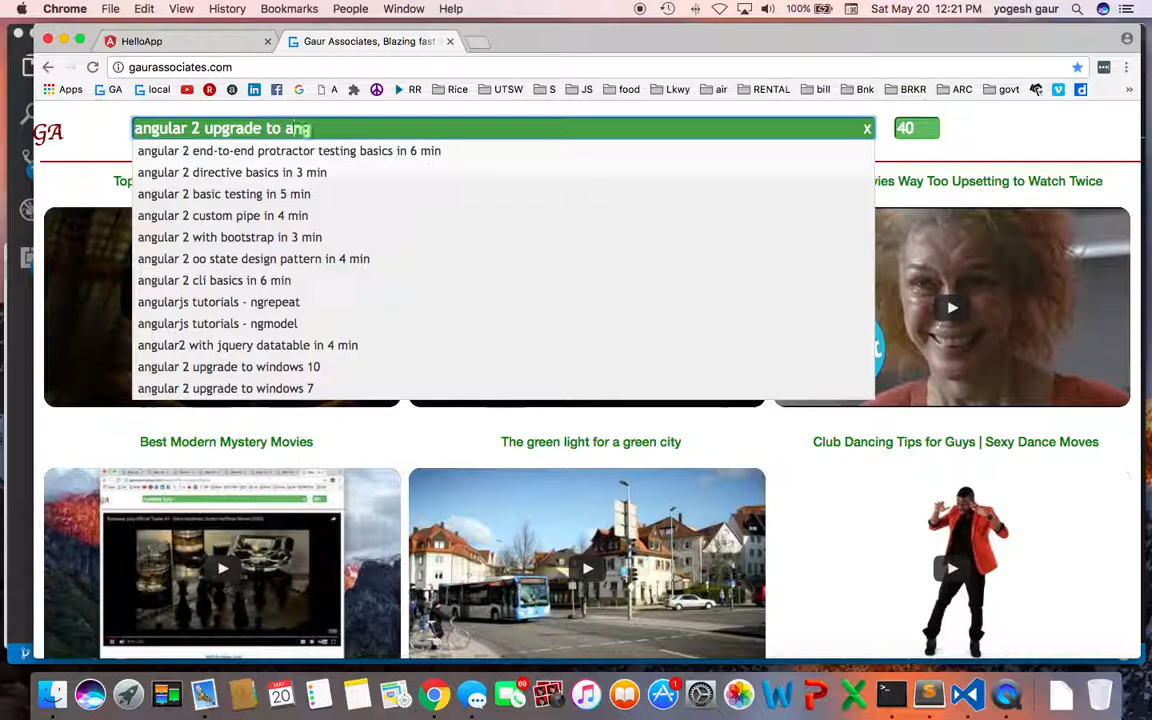 Chrome File Edit View History Bookmarks People Window Help 100% Sat May 20 12:21 PM yogesh gaur
HelloApp x Gaur Associates, Blazing fast x
gaurassociates.com
Apps GA local RR Rice UTSW S JS food Lkwy air RENTAL bill Bnk BRKR ARC govt »
GA angular 2 upgrade to ang x 40
angular 2 end-to-end protractor testing basics in 6 min
angular 2 directive basics in 3 min
angular 2 basic testing in 5 min
angular 2 custom pipe in 4 min
angular 2 with bootstrap in 3 min
angular 2 oo state design pattern in 4 min
angular 2 cli basics in 6 min
angularjs tutorials - ngrepeat
angularjs tutorials - ngmodel
angular2 with jquery datatable in 4 min
angular 2 upgrade to windows 10
angular 2 upgrade to windows 7
Way Too Upsetting to Watch Twice
Best Modern Mystery Movies
The green light for a green city
Club Dancing Tips for Guys | Sexy Dance Moves
MAY
20
69
1